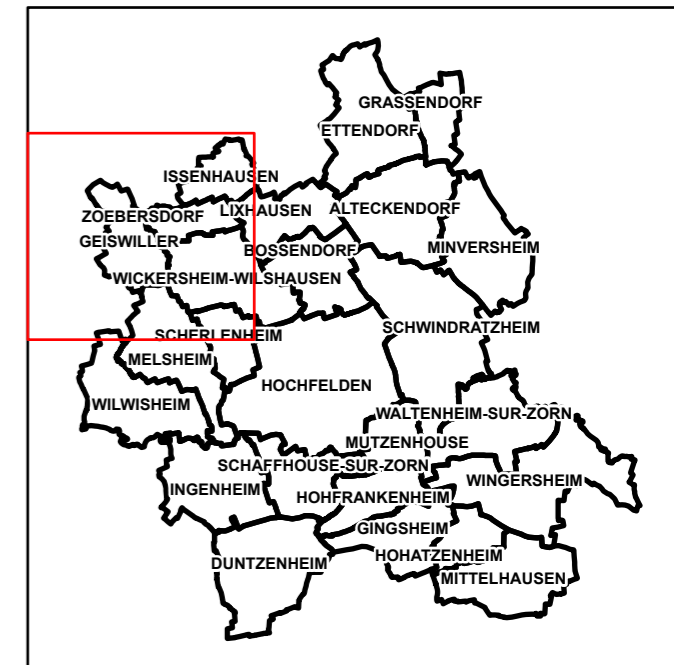 GRASSENDORF
ETTENDORF
ISSENHAUSEN
ZOEBERSDORF
LIXHAUSEN
ALTECKENDORF
GEISWILLER
BOSSENDORF
MINVERSHEIM
WICKERSHEIM-WILSHAUSEN
SCHERLENHEIM
SCHWINDRATZHEIM
MELSHEIM
HOCHFELDEN
WILWISHEIM
WALTENHEIM-SUR-ZORN
MUTZENHOUSE
SCHAFFHOUSE-SUR-ZORN
WINGERSHEIM
INGENHEIM
HOHFRANKENHEIM
GINGSHEIM
DUNTZENHEIM
HOHATZENHEIM
MITTELHAUSEN